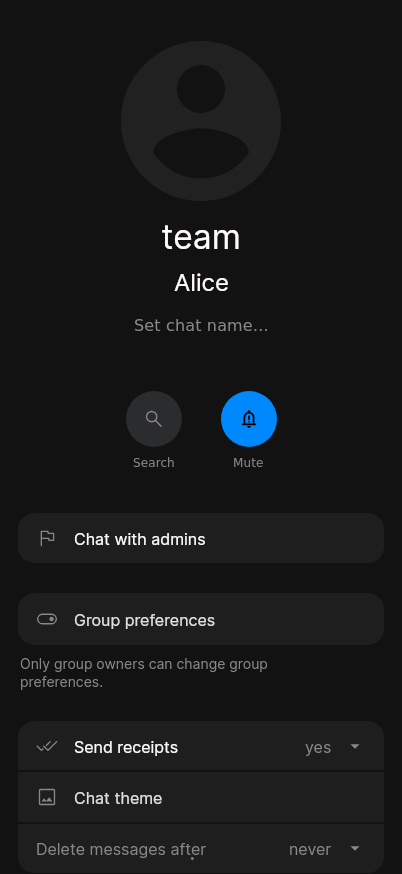 team
Alice
Set chat name...
Search
Mute
Chat with admins
Group preferences
Only group owners can change group
preferences.
Send receipts
yes
Chat theme
Delete messages after
never